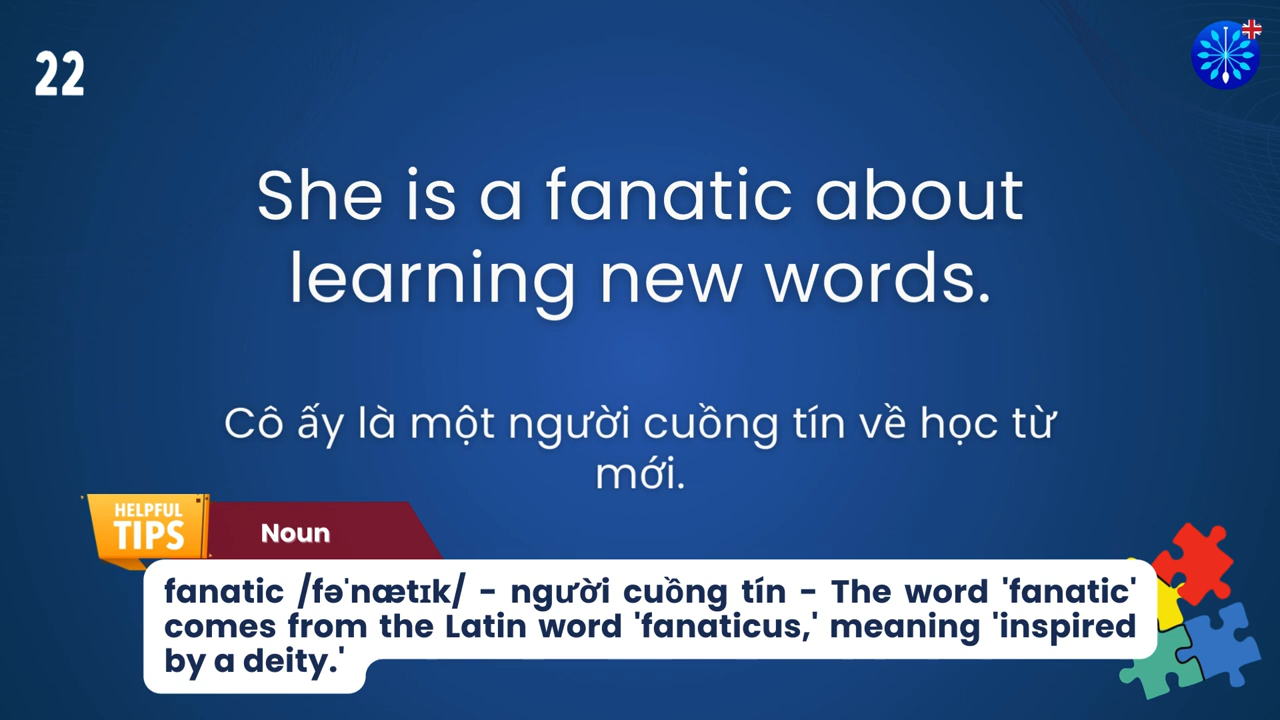 22
She is a fanatic about
learning new words.
Cô ấy là một người cuồng tín về học từ
mới.
HELPFUL
TIPS
Noun
fanatic /fəˈnætɪk/ - người cuồng tín - The word 'fanatic'
comes from the Latin word 'fanaticus,' meaning 'inspired
by a deity.'